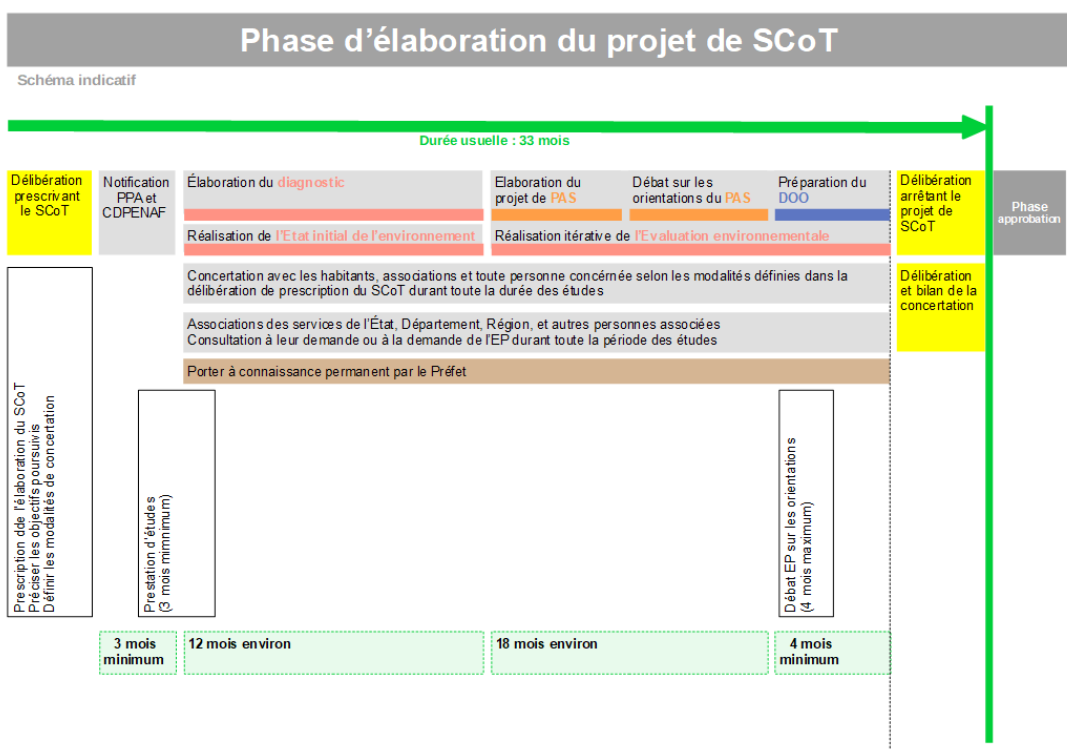 Phase d'élaboration du projet de SCoT
Schéma indicatif
Durée usuelle : 33 mois
Délibération
prescrivant
le SCoT
Notification
PPA et
CDPENAF
Élaboration du diagnostic
Elaboration du
projet de PAS
Débat sur les
orientations du PAS
Préparation du
DOO
Délibération
arrêtant le
projet de
SCoT
Phase
approbation
Réalisation de l'Etat initial de l'environnement
Réalisation itérative de l'Evaluation environnementale
Concertation avec les habitants, associations et toute personne concérnée selon les modalités définies dans la
délibération de prescription du SCoT durant toute la durée des études
Délibération
et bilan de la
concertation
Associations des services de l'État, Département, Région, et autres personnes associées
Consultation à leur demande ou à la demande de l'EP durant toute la période des études
Porter à connaissance permanent par le Préfet
Prescription dde l'élaboration du SCoT
Préciser les objectifs poursuivis
Définir les modalités de concertation
Prestation d'études
(3 mois mimnimum)
Débat EP sur les orientations
(4 mois maximum)
3 mois
minimum
12 mois environ
18 mois environ
4 mois
minimum